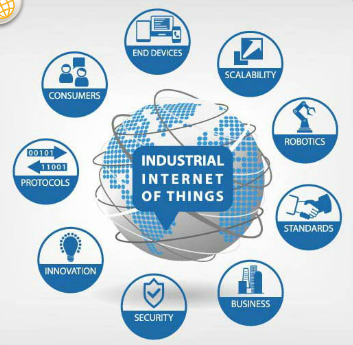 END DEVICES
SCALABILITY
CONSUMERS
ROBOTICS
00101
11001
PROTOCOLS
INDUSTRIAL
INTERNET
OF THINGS
STANDARDS
INNOVATION
BUSINESS
SECURITY